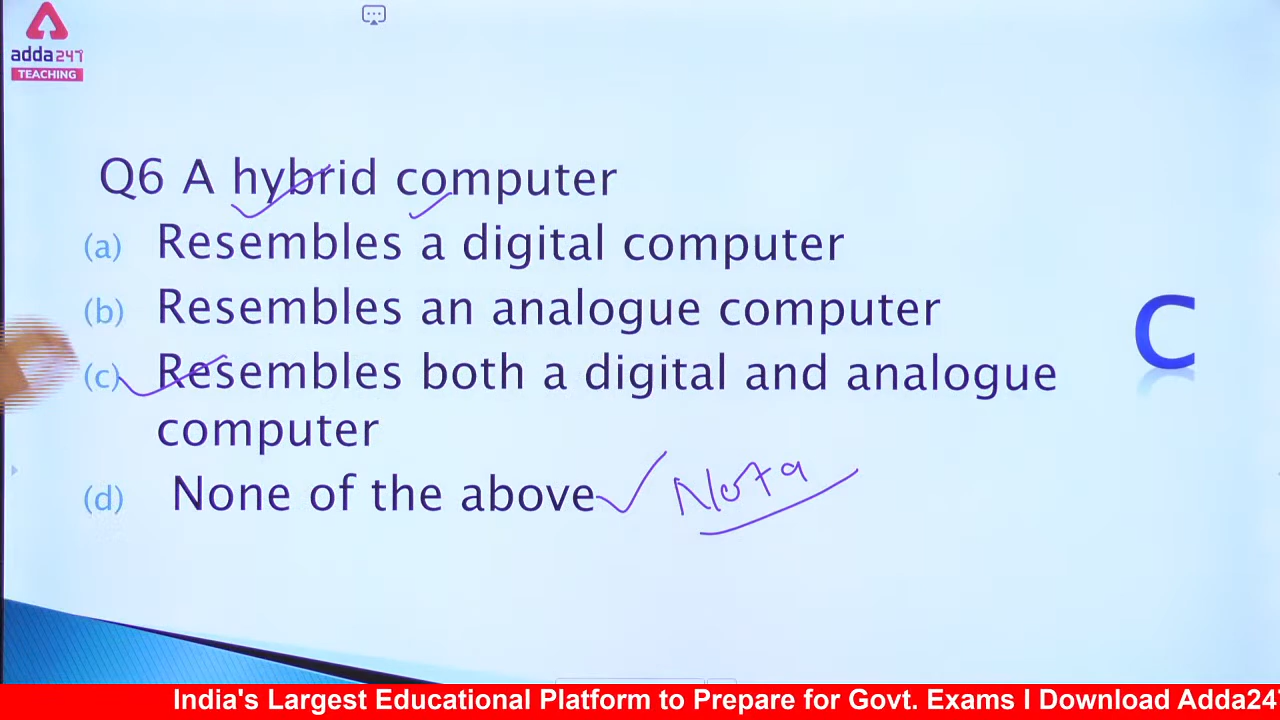 adda247
TEACHING
Q6 A hybrid computer
(a) Resembles a digital computer
(b) Resembles an analogue computer
(c) Resembles both a digital and analogue
computer
(d) None of the above Nota
C
India's Largest Educational Platform to Prepare for Govt. Exams I Download Adda247